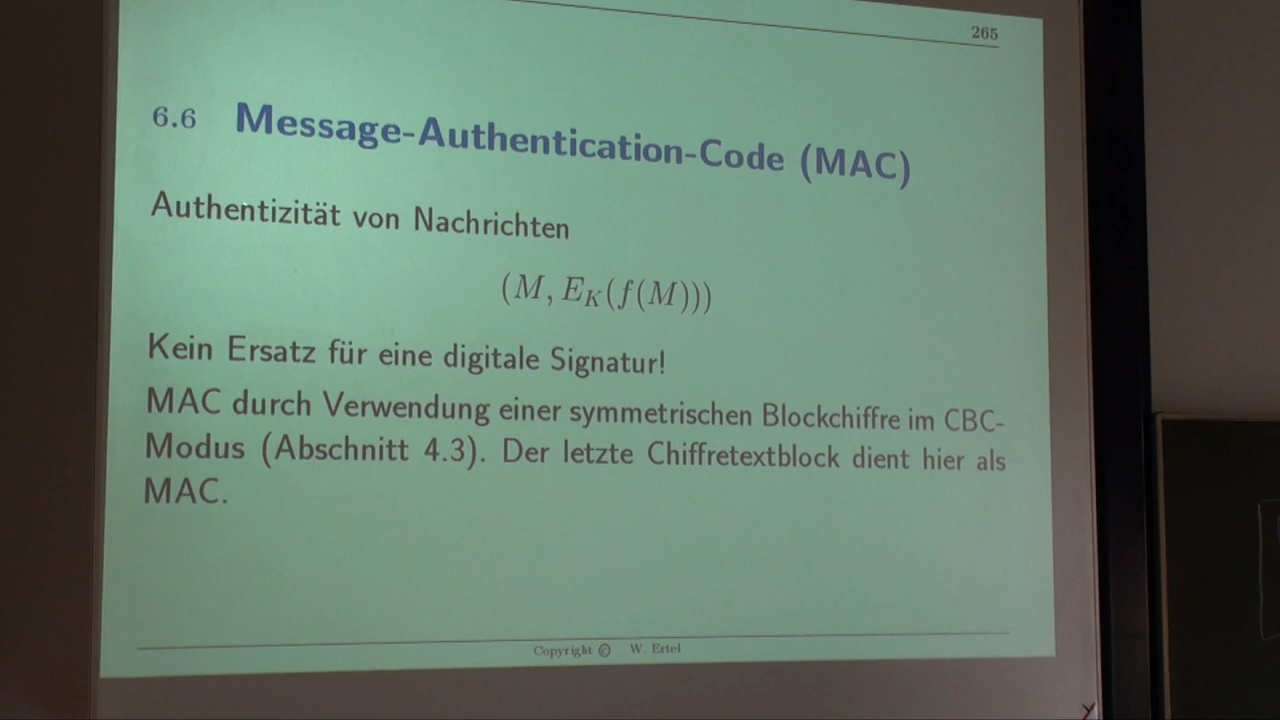 265
6.6 Message-Authentication-Code (MAC)
Authentizität von Nachrichten
(M, E_K(f(M)))
Kein Ersatz für eine digitale Signatur!
MAC durch Verwendung einer symmetrischen Blockchiffre im CBC-
Modus (Abschnitt 4.3). Der letzte Chiffretextblock dient hier als
MAC.
Copyright © W. Ertel